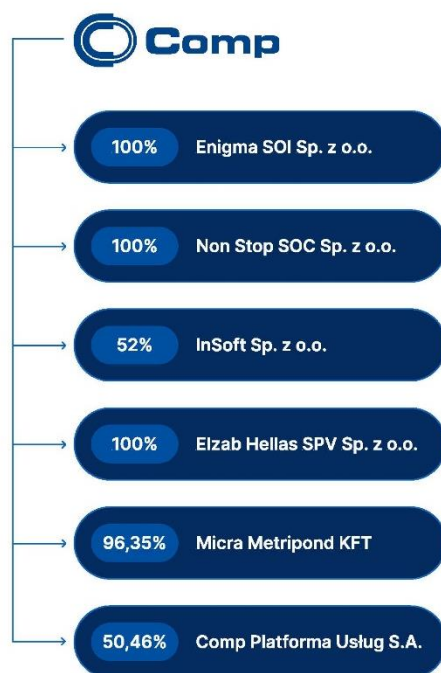 Comp
100% Enigma SOI Sp. z o.o.
100% Non Stop SOC Sp. z o.o.
52% InSoft Sp. z o.o.
100% Elzab Hellas SPV Sp. z o.o.
96,35% Micra Metripond KFT
50,46% Comp Platforma Usług S.A.